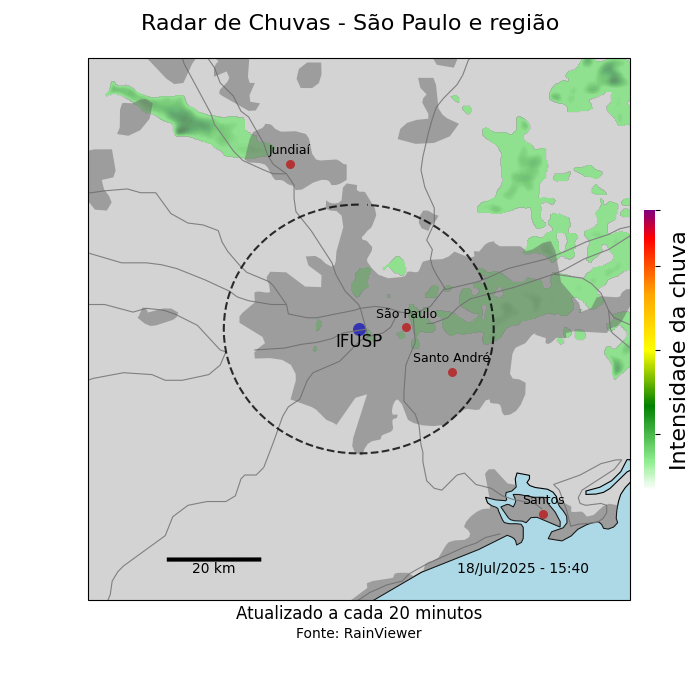 Radar de Chuvas - São Paulo e região
Jundiaí
São Paulo
IFUSP
Santo André
Intensidade da chuva
Santos
20 km
18/Jul/2025 - 15:40
Atualizado a cada 20 minutos
Fonte: RainViewer